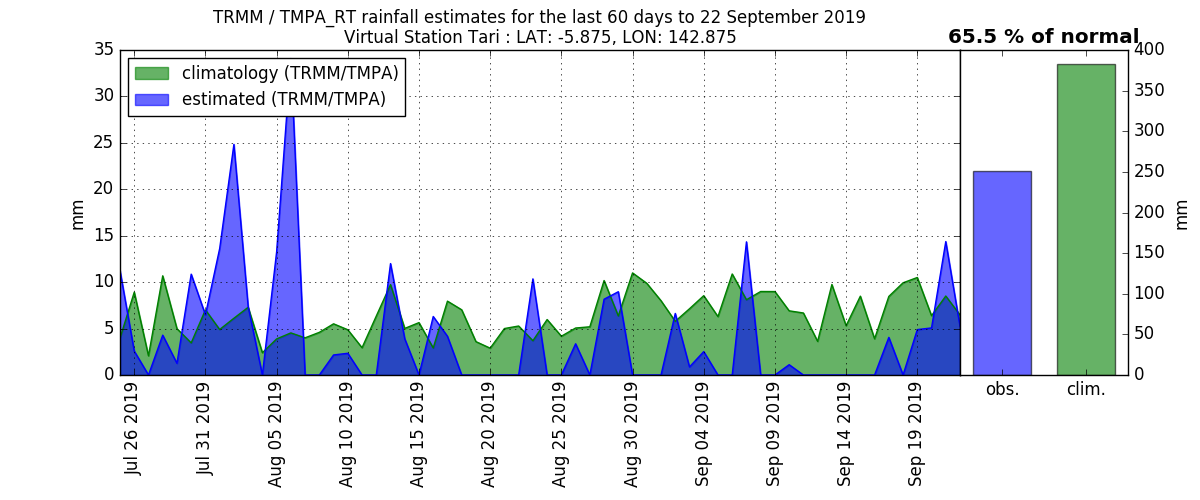 TRMM / TMPA_RT rainfall estimates for the last 60 days to 22 September 2019
Virtual Station Tari : LAT: -5.875, LON: 142.875
65.5 % of normal
climatology (TRMM/TMPA)
estimated (TRMM/TMPA)
35
30
25
20
15
10
5
0
mm
Jul 26 2019
Jul 31 2019
Aug 05 2019
Aug 10 2019
Aug 15 2019
Aug 20 2019
Aug 25 2019
Aug 30 2019
Sep 04 2019
Sep 09 2019
Sep 14 2019
Sep 19 2019
400
350
300
250
200
150
100
50
0
mm
obs.
clim.